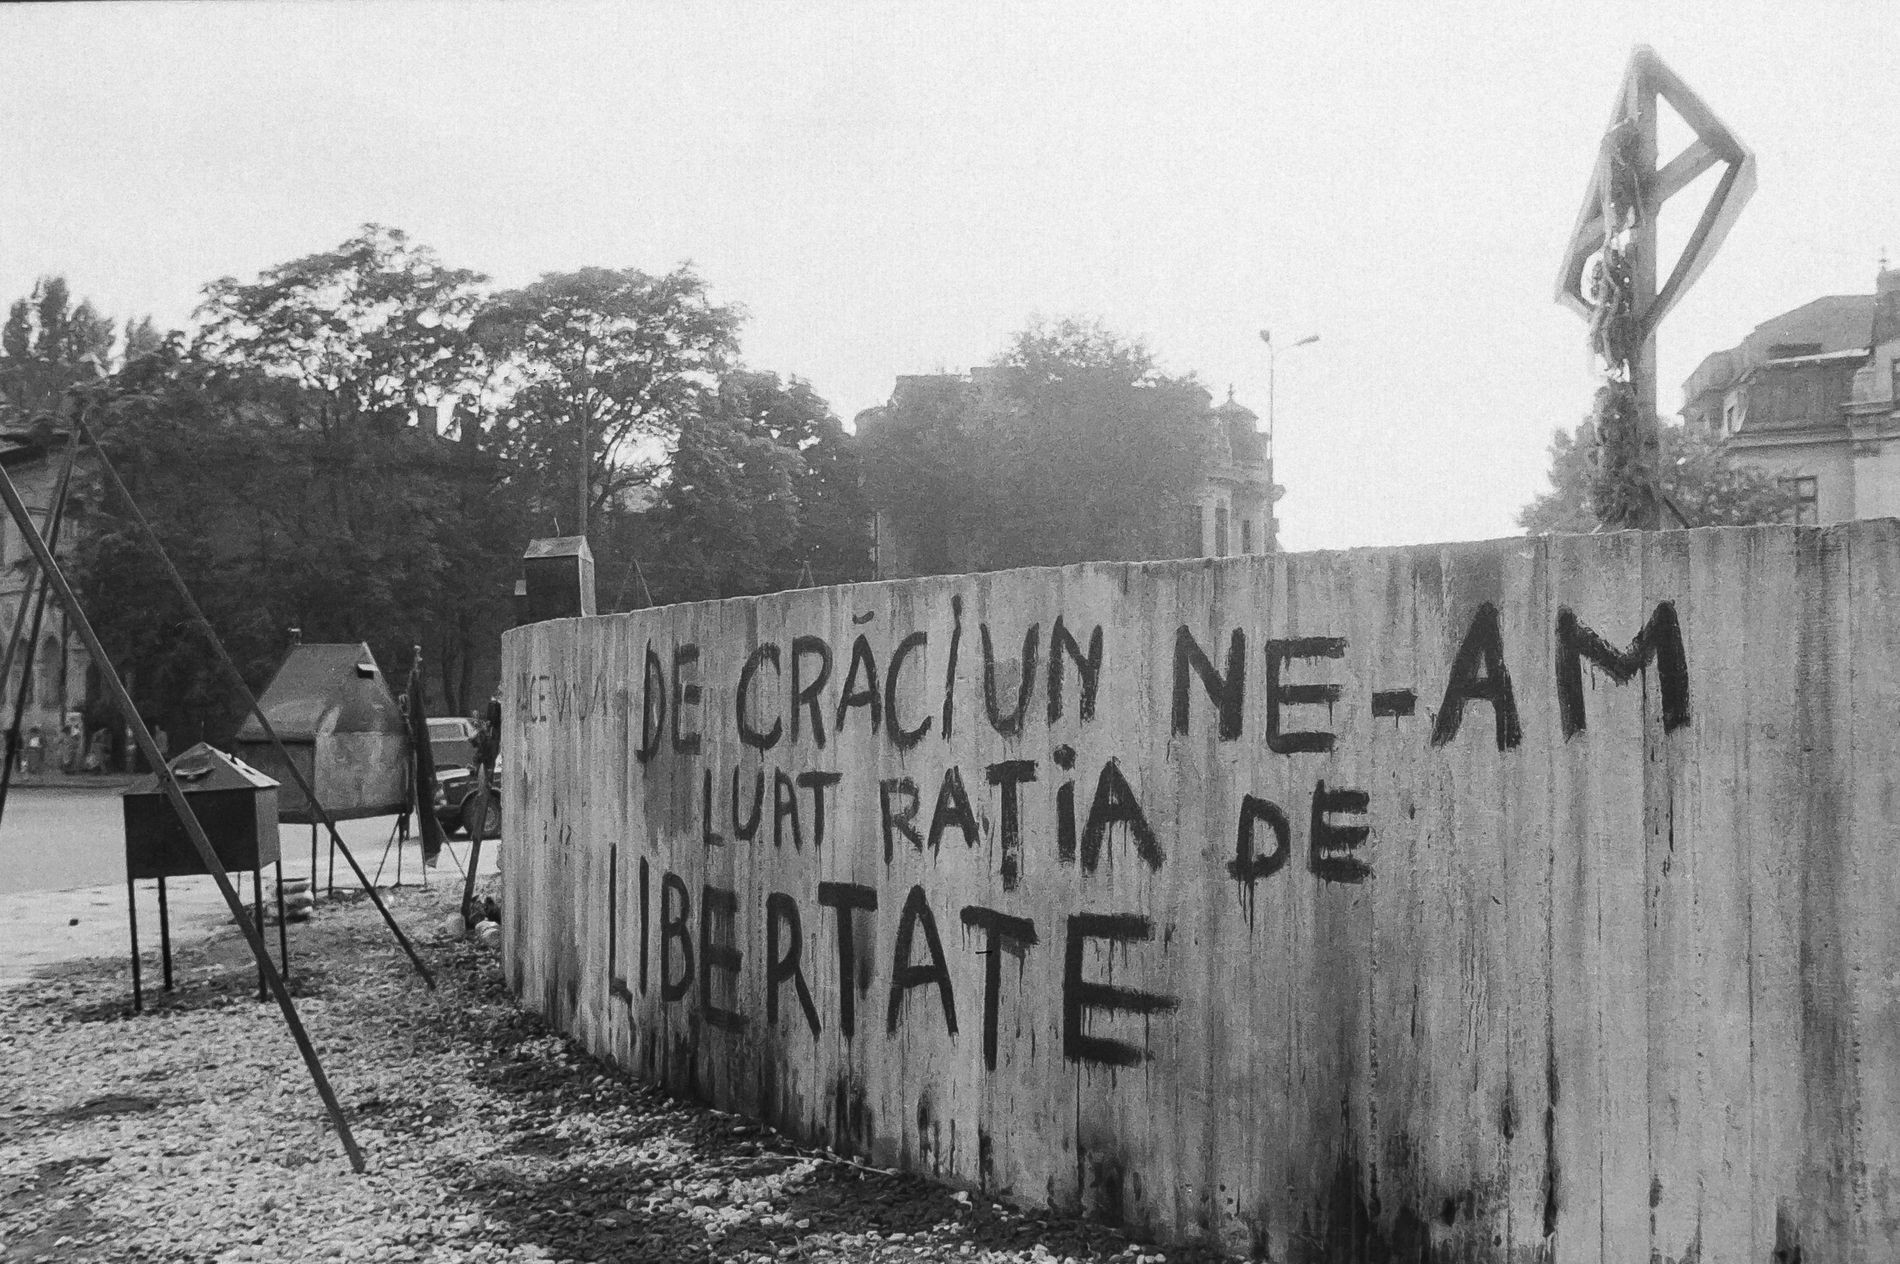 DE CRĂCIUN NE-AM
LUAT RAȚiA DE
LIBERTATE